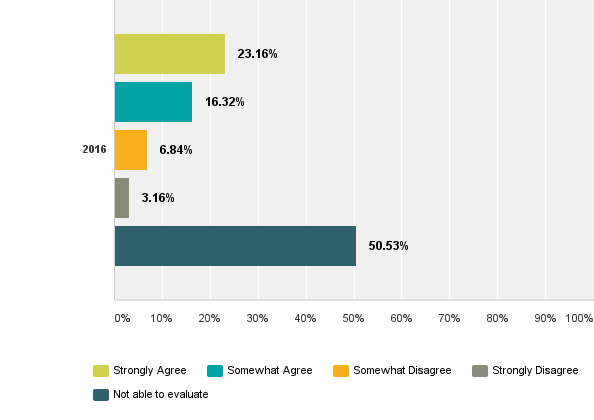 23.16%
16.32%
2016
6.84%
3.16%
50.53%
0% 10% 20% 30% 40% 50% 60% 70% 80% 90% 100%
Strongly Agree Somewhat Agree Somewhat Disagree Strongly Disagree
Not able to evaluate